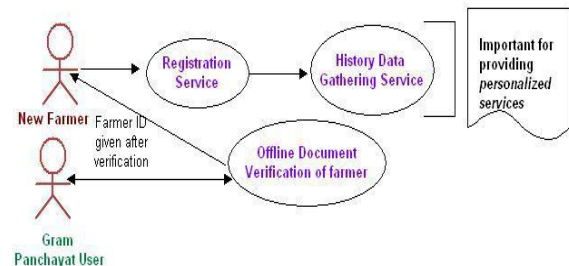 Registration
Service
History Data
Gathering Service
Important for
providing
personalized
services
New Farmer
Farmer ID
given after
verification
Offline Document
Verification of farmer
Gram
Panchayat User